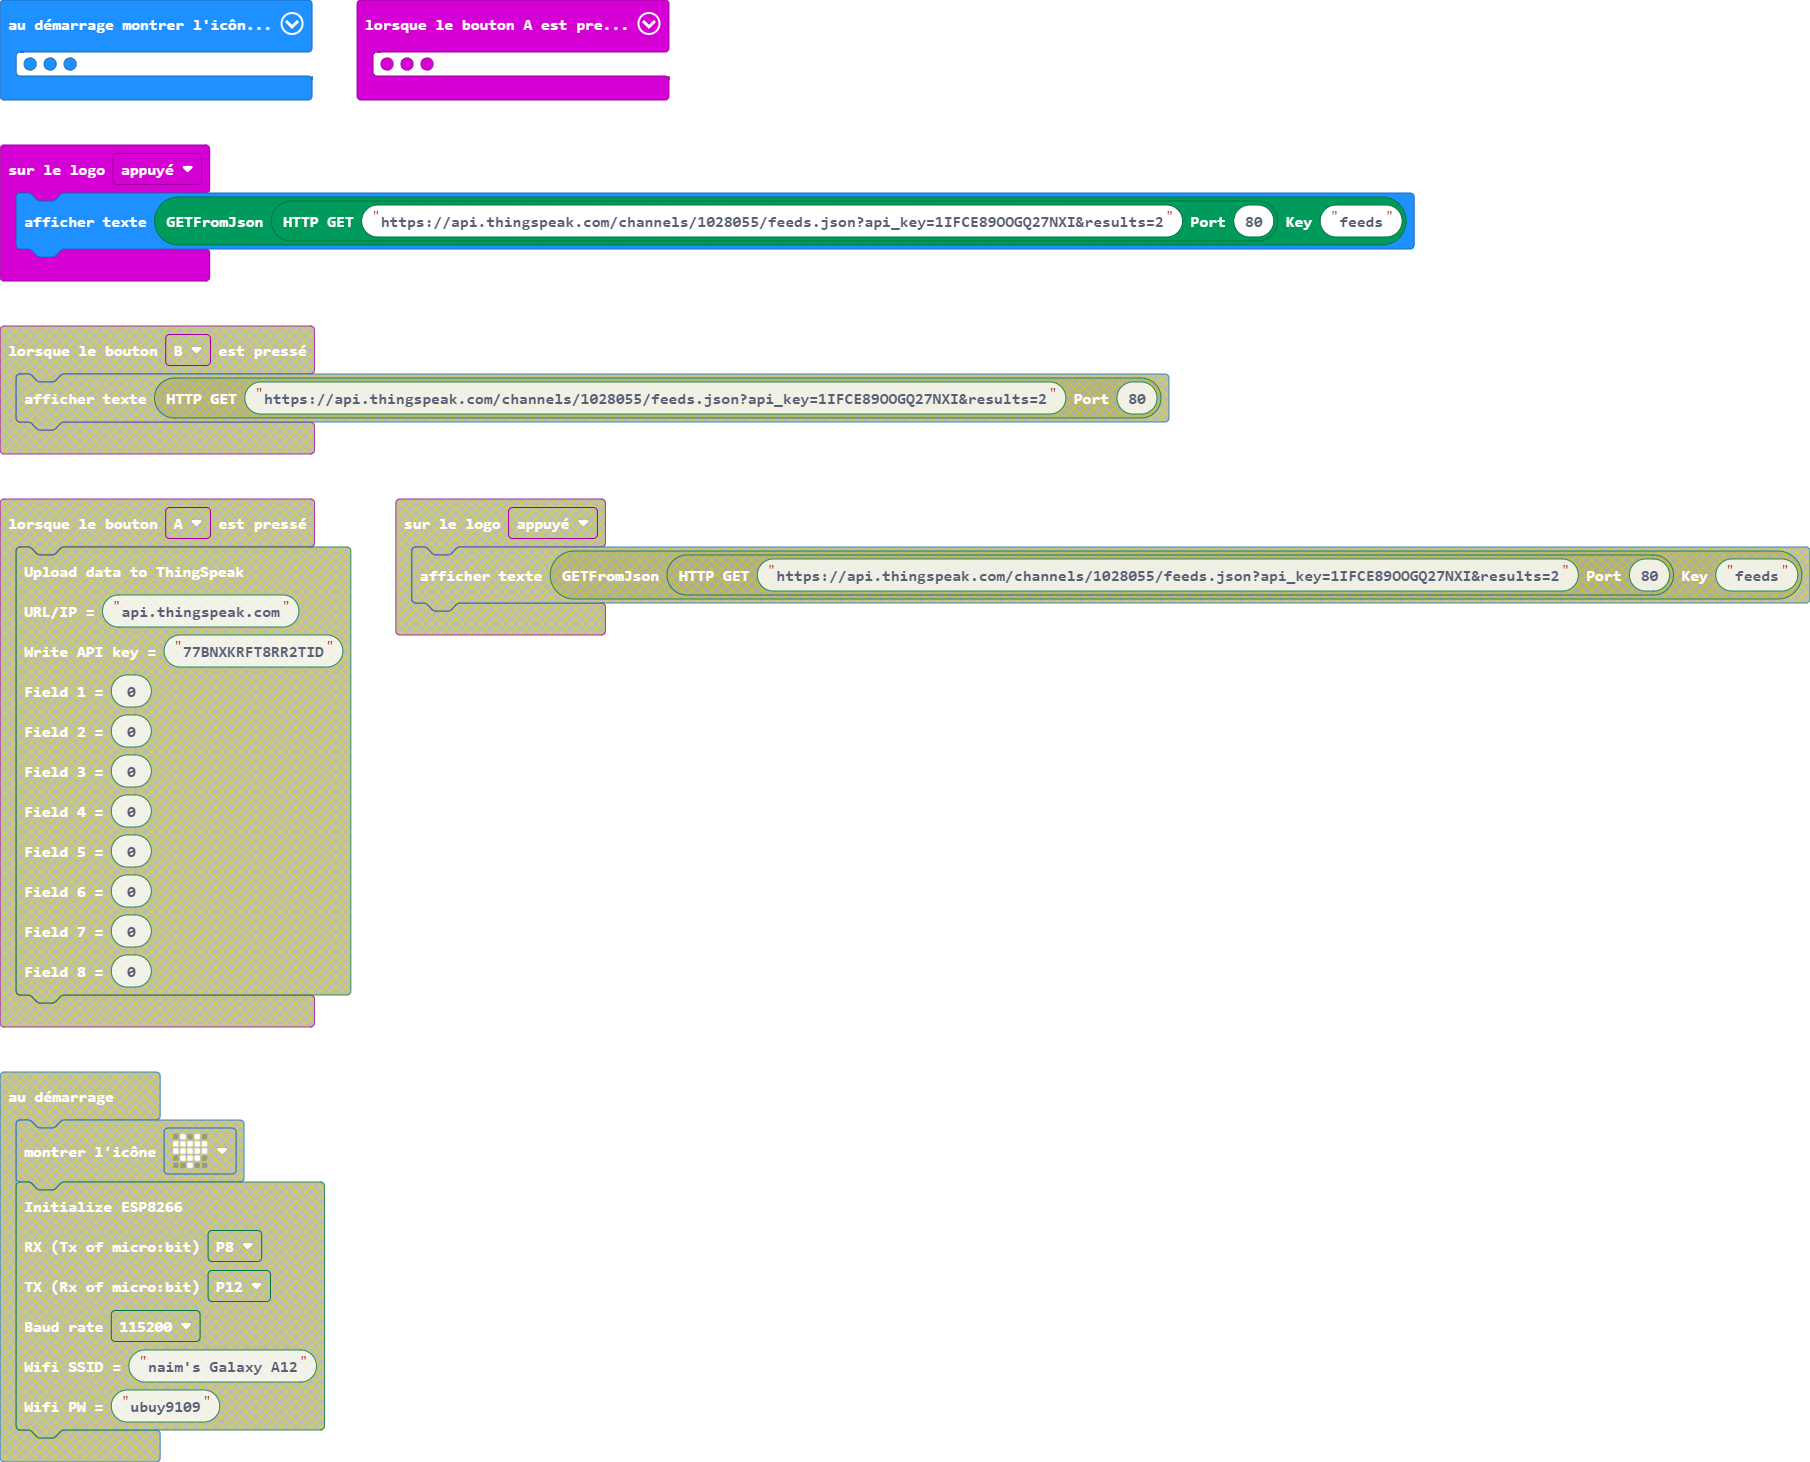 au démarrage montrer l'icôn...
lorsque le bouton A est pre...
sur le logo appuyé
afficher texte GETFromJson HTTP GET "https://api.thingspeak.com/channels/1028055/feeds.json?api_key=1IFCE89OOGQ27NXI&results=2" Port 80 Key "feeds"
lorsque le bouton B est pressé
afficher texte HTTP GET "https://api.thingspeak.com/channels/1028055/feeds.json?api_key=1IFCE89OOGQ27NXI&results=2" Port 80
lorsque le bouton A est pressé
Upload data to ThingSpeak
URL/IP = "api.thingspeak.com"
Write API key = "77BNXKRFT8RR2TID"
Field 1 = 0
Field 2 = 0
Field 3 = 0
Field 4 = 0
Field 5 = 0
Field 6 = 0
Field 7 = 0
Field 8 = 0
sur le logo appuyé
afficher texte GETFromJson HTTP GET "https://api.thingspeak.com/channels/1028055/feeds.json?api_key=1IFCE89OOGQ27NXI&results=2" Port 80 Key "feeds"
au démarrage
montrer l'icône
Initialize ESP8266
RX (Tx of micro:bit) P8
TX (Rx of micro:bit) P12
Baud rate 115200
Wifi SSID = "naim's Galaxy A12"
Wifi PW = "ubuy9109"